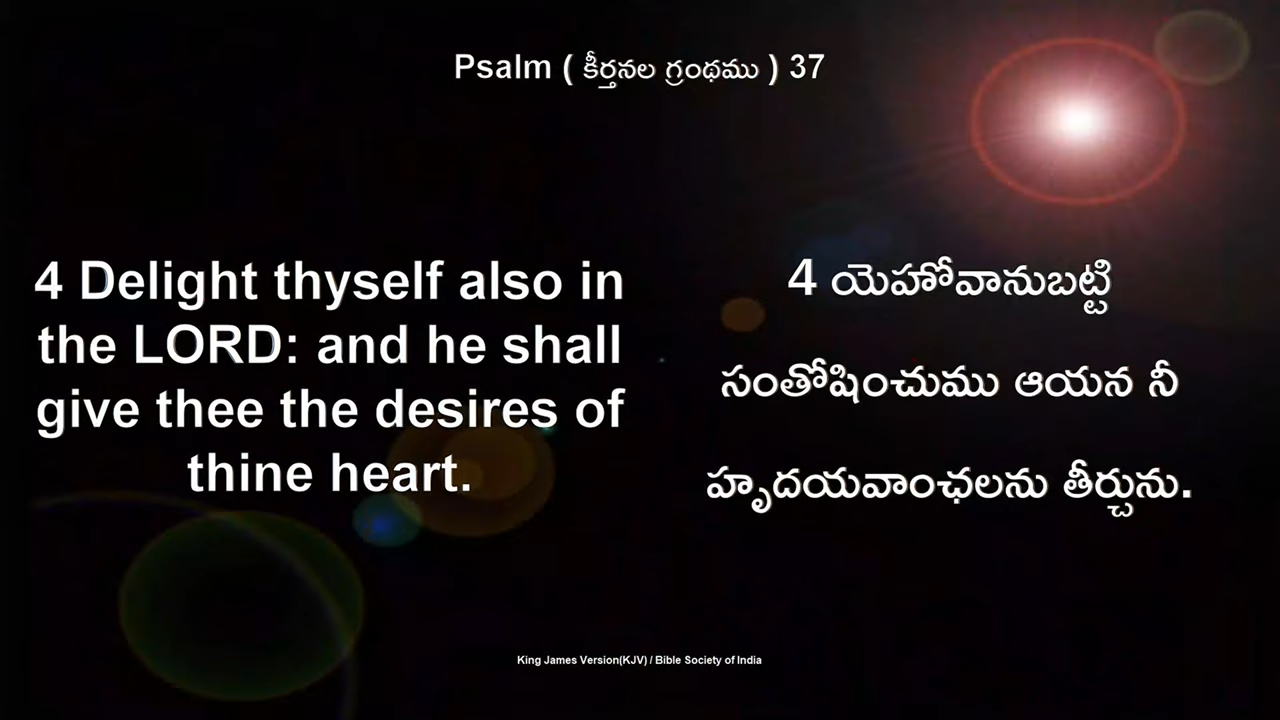 Psalm ( కీర్తనల గ్రంథము ) 37
4 Delight thyself also in
the LORD: and he shall
give thee the desires of
thine heart.
4 యెహోవానుబట్టి
సంతోషించుము ఆయన నీ
హృదయవాంఛలను తీర్చును.
King James Version(KJV) / Bible Society of India